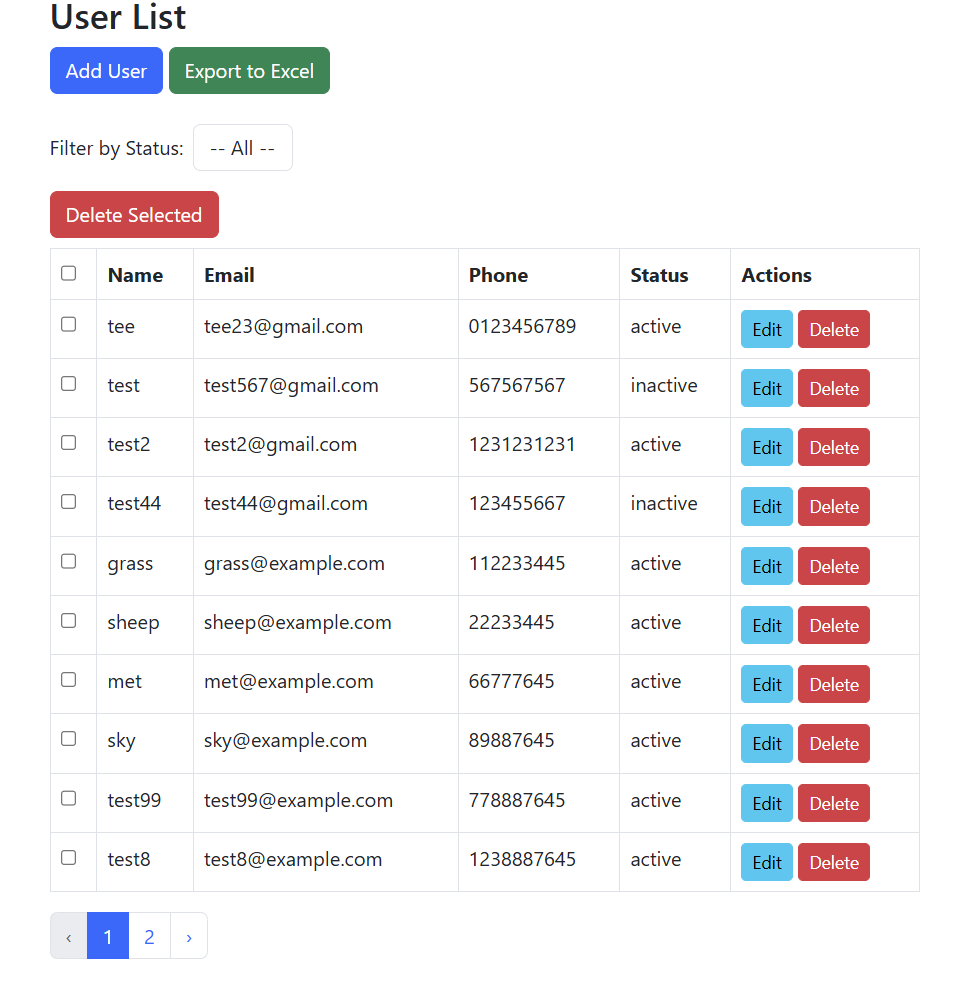 User List
Add User Export to Excel
Filter by Status: -- All --
Delete Selected
Name Email Phone Status Actions
tee tee23@gmail.com 0123456789 active Edit Delete
test test567@gmail.com 567567567 inactive Edit Delete
test2 test2@gmail.com 1231231231 active Edit Delete
test44 test44@gmail.com 123455667 inactive Edit Delete
grass grass@example.com 112233445 active Edit Delete
sheep sheep@example.com 22233445 active Edit Delete
met met@example.com 66777645 active Edit Delete
sky sky@example.com 89887645 active Edit Delete
test99 test99@example.com 778887645 active Edit Delete
test8 test8@example.com 1238887645 active Edit Delete
‹ 1 2 ›